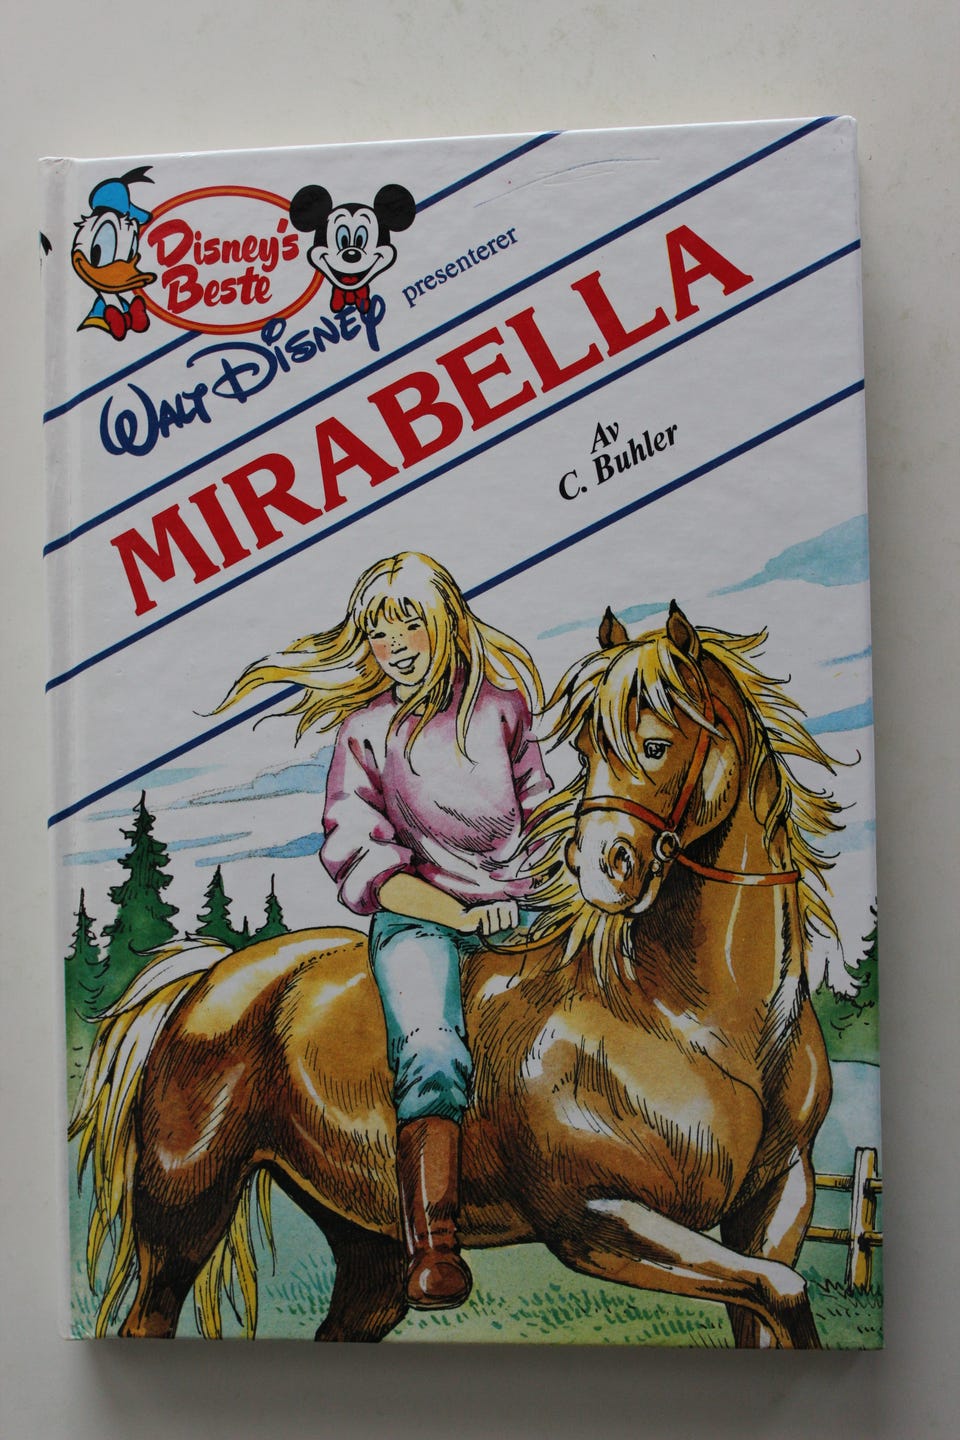 Disney's
Beste
WALT DISNEY presenterer
MIRABELLA
Av
C. Buhler